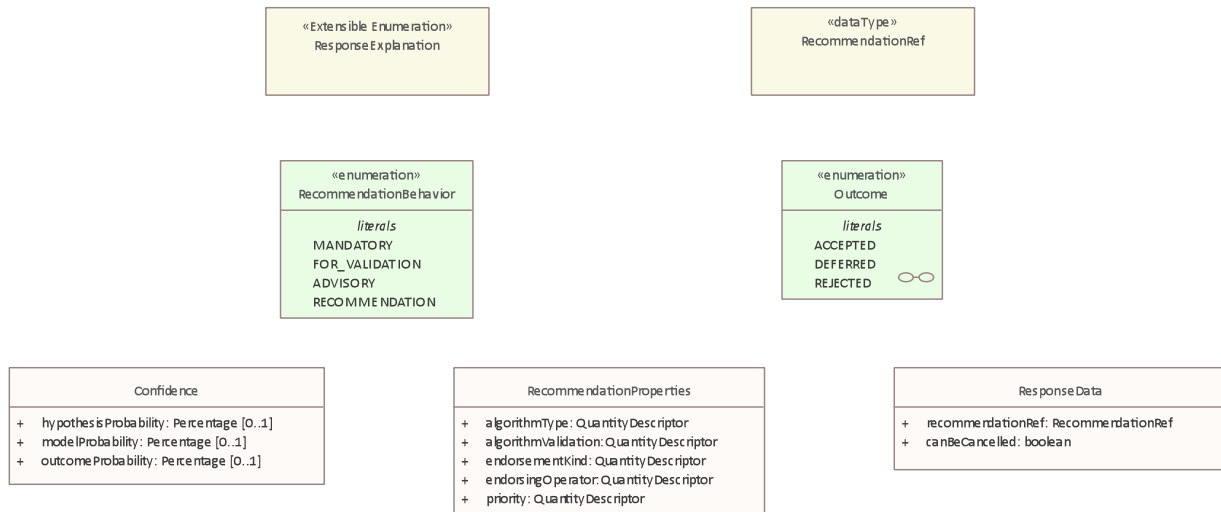 «Extensible Enumeration»
ResponseExplanation
«dataType»
RecommendationRef
«enumeration»
RecommendationBehavior
literals
MANDATORY
FOR_VALIDATION
ADVISORY
RECOMMENDATION
«enumeration»
Outcome
literals
ACCEPTED
DEFERRED
REJECTED
Confidence
+ hypothesisProbability: Percentage [0..1]
+ modelProbability: Percentage [0..1]
+ outcomeProbability: Percentage [0..1]
RecommendationProperties
+ algorithmType: QuantityDescriptor
+ algorithmValidation: QuantityDescriptor
+ endorsementKind: QuantityDescriptor
+ endorsingOperator: QuantityDescriptor
+ priority: QuantityDescriptor
ResponseData
+ recommendationRef: RecommendationRef
+ canBeCancelled: boolean